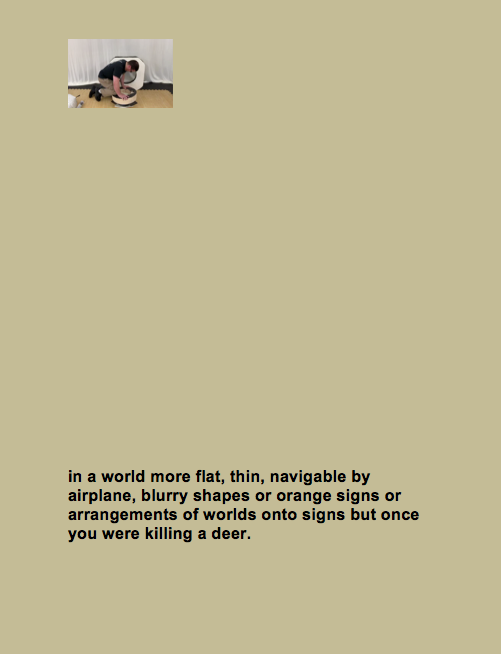 in a world more flat, thin, navigable by
airplane, blurry shapes or orange signs or
arrangements of worlds onto signs but once
you were killing a deer.